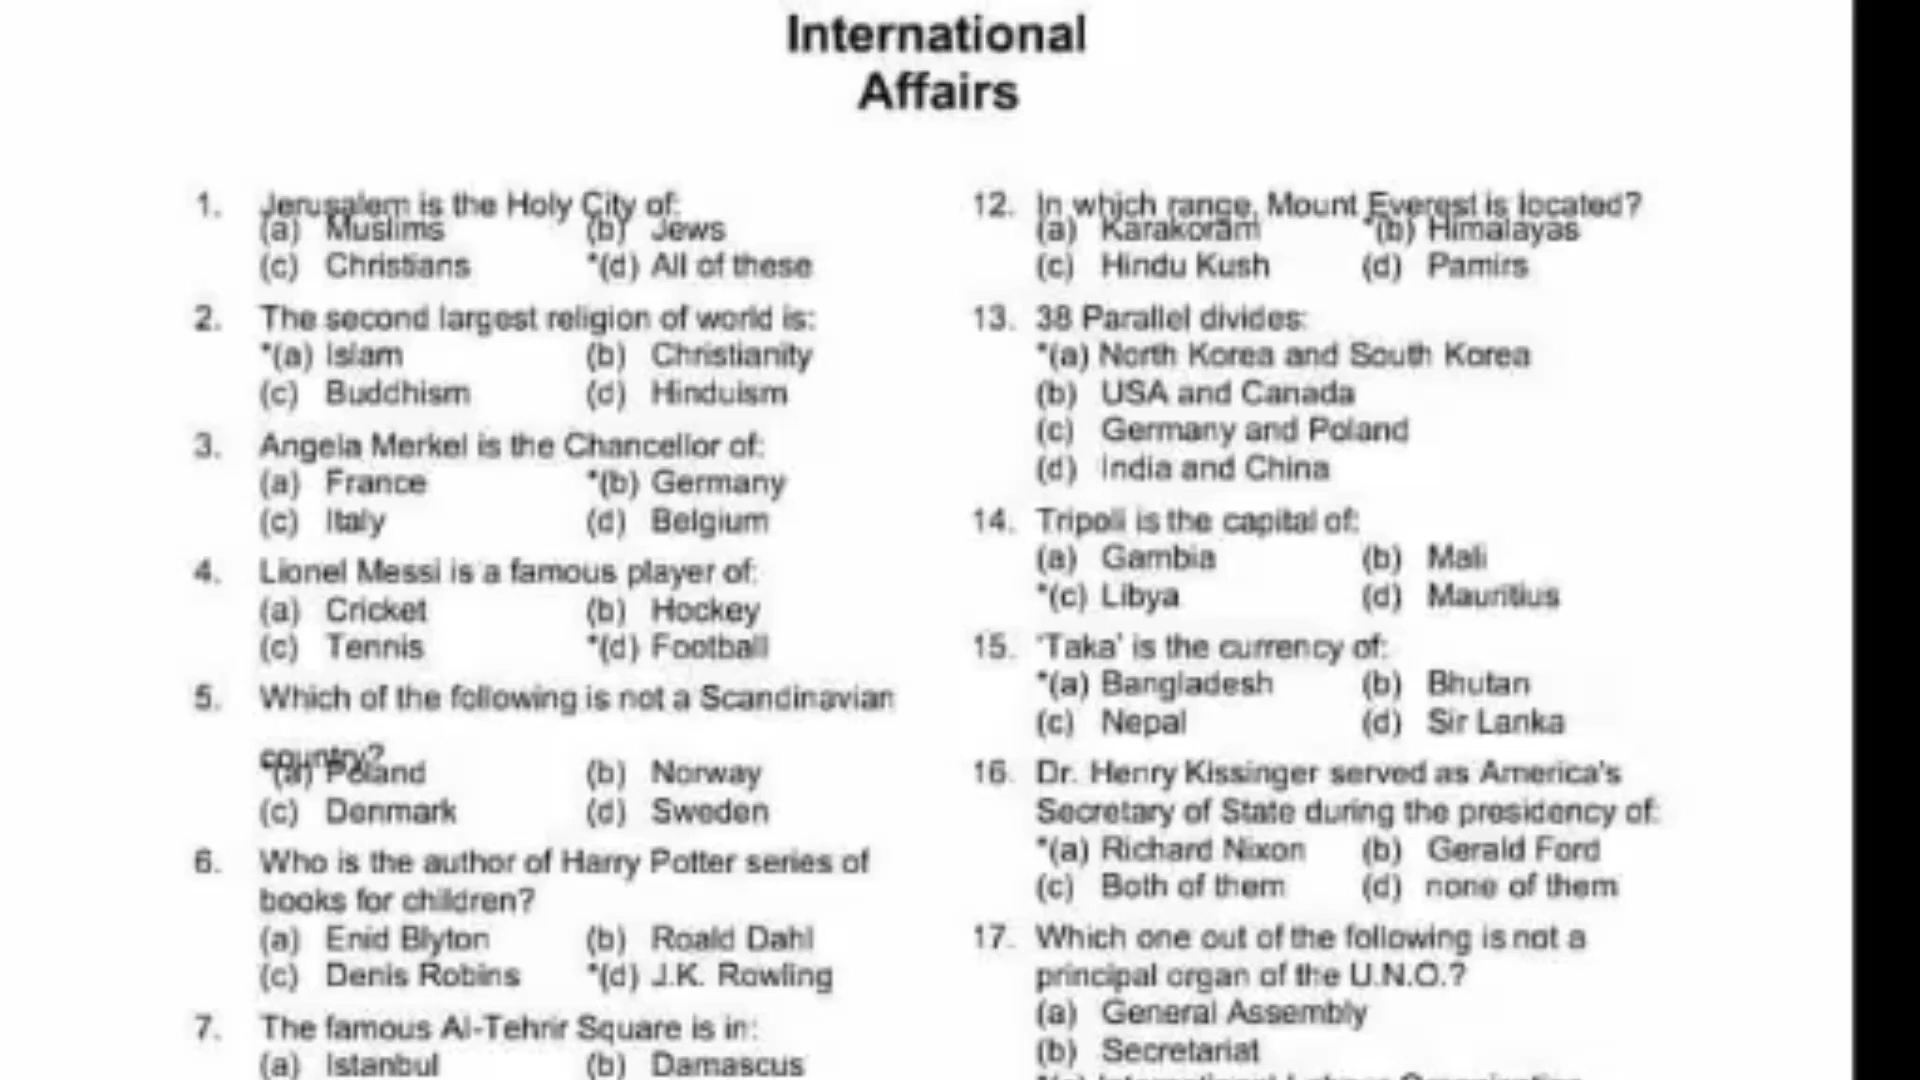 International
Affairs
1. Jerusalem is the Holy City of:
(a) Muslims (b) Jews
(c) Christians *(d) All of these
2. The second largest religion of world is:
*(a) Islam (b) Christianity
(c) Buddhism (d) Hinduism
3. Angela Merkel is the Chancellor of:
(a) France *(b) Germany
(c) Italy (d) Belgium
4. Lionel Messi is a famous player of:
(a) Cricket (b) Hockey
(c) Tennis *(d) Football
5. Which of the following is not a Scandinavian
country?
*(a) Poland (b) Norway
(c) Denmark (d) Sweden
6. Who is the author of Harry Potter series of
books for children?
(a) Enid Blyton (b) Roald Dahl
(c) Denis Robins *(d) J.K. Rowling
7. The famous Al-Tehrir Square is in:
(a) Istanbul (b) Damascus
12. In which range, Mount Everest is located?
(a) Karakoram *(b) Himalayas
(c) Hindu Kush (d) Pamirs
13. 38 Parallel divides:
*(a) North Korea and South Korea
(b) USA and Canada
(c) Germany and Poland
(d) India and China
14. Tripoli is the capital of:
(a) Gambia (b) Mali
*(c) Libya (d) Mauritius
15. 'Taka' is the currency of:
*(a) Bangladesh (b) Bhutan
(c) Nepal (d) Sir Lanka
16. Dr. Henry Kissinger served as America's
Secretary of State during the presidency of:
*(a) Richard Nixon (b) Gerald Ford
(c) Both of them (d) none of them
17. Which one out of the following is not a
principal organ of the U.N.O.?
(a) General Assembly
(b) Secretariat